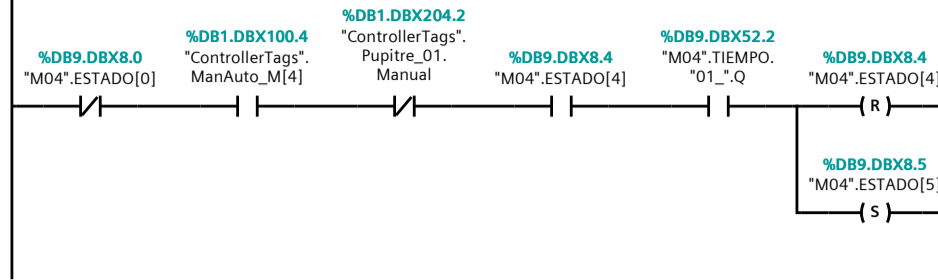 %DB9.DBX8.0
"M04".ESTADO[0]
%DB1.DBX100.4
"ControllerTags".
ManAuto_M[4]
%DB1.DBX204.2
"ControllerTags".
Pupitre_01.
Manual
%DB9.DBX8.4
"M04".ESTADO[4]
%DB9.DBX52.2
"M04".TIEMPO.
"01_".Q
%DB9.DBX8.4
"M04".ESTADO[4]
R
%DB9.DBX8.5
"M04".ESTADO[5]
S